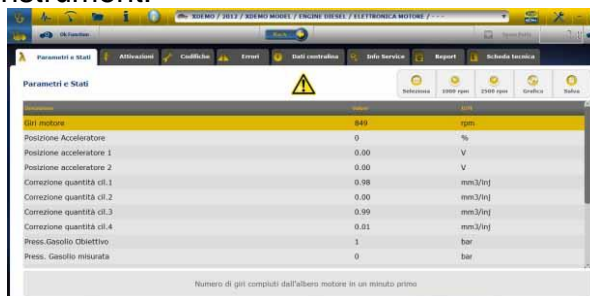 instrument.
XDEMO / 2012 / XDEMO MODEL / ENGINE DIESEL / ELETTRONICA MOTORE / - - -
Ok Function
Back
Parametri e Stati
Attivazioni
Codifiche
Errori
Dati centralina
Info Service
Report
Scheda tecnica
Parametri e Stati
Seleziona 1000 rpm 2500 rpm Grafica Salva
Giri motore 849 rpm
Posizione Acceleratore 0 %
Posizione acceleratore 1 0.00 V
Posizione acceleratore 2 0.00 V
Correzione quantità cil.1 0.98 mm3/inj
Correzione quantità cil.2 0.00 mm3/inj
Correzione quantità cil.3 0.99 mm3/inj
Correzione quantità cil.4 0.01 mm3/inj
Press.Gasolio Obiettivo 1 bar
Press. Gasolio misurata 0 bar
Numero di giri compiuti dall'albero motore in un minuto primo